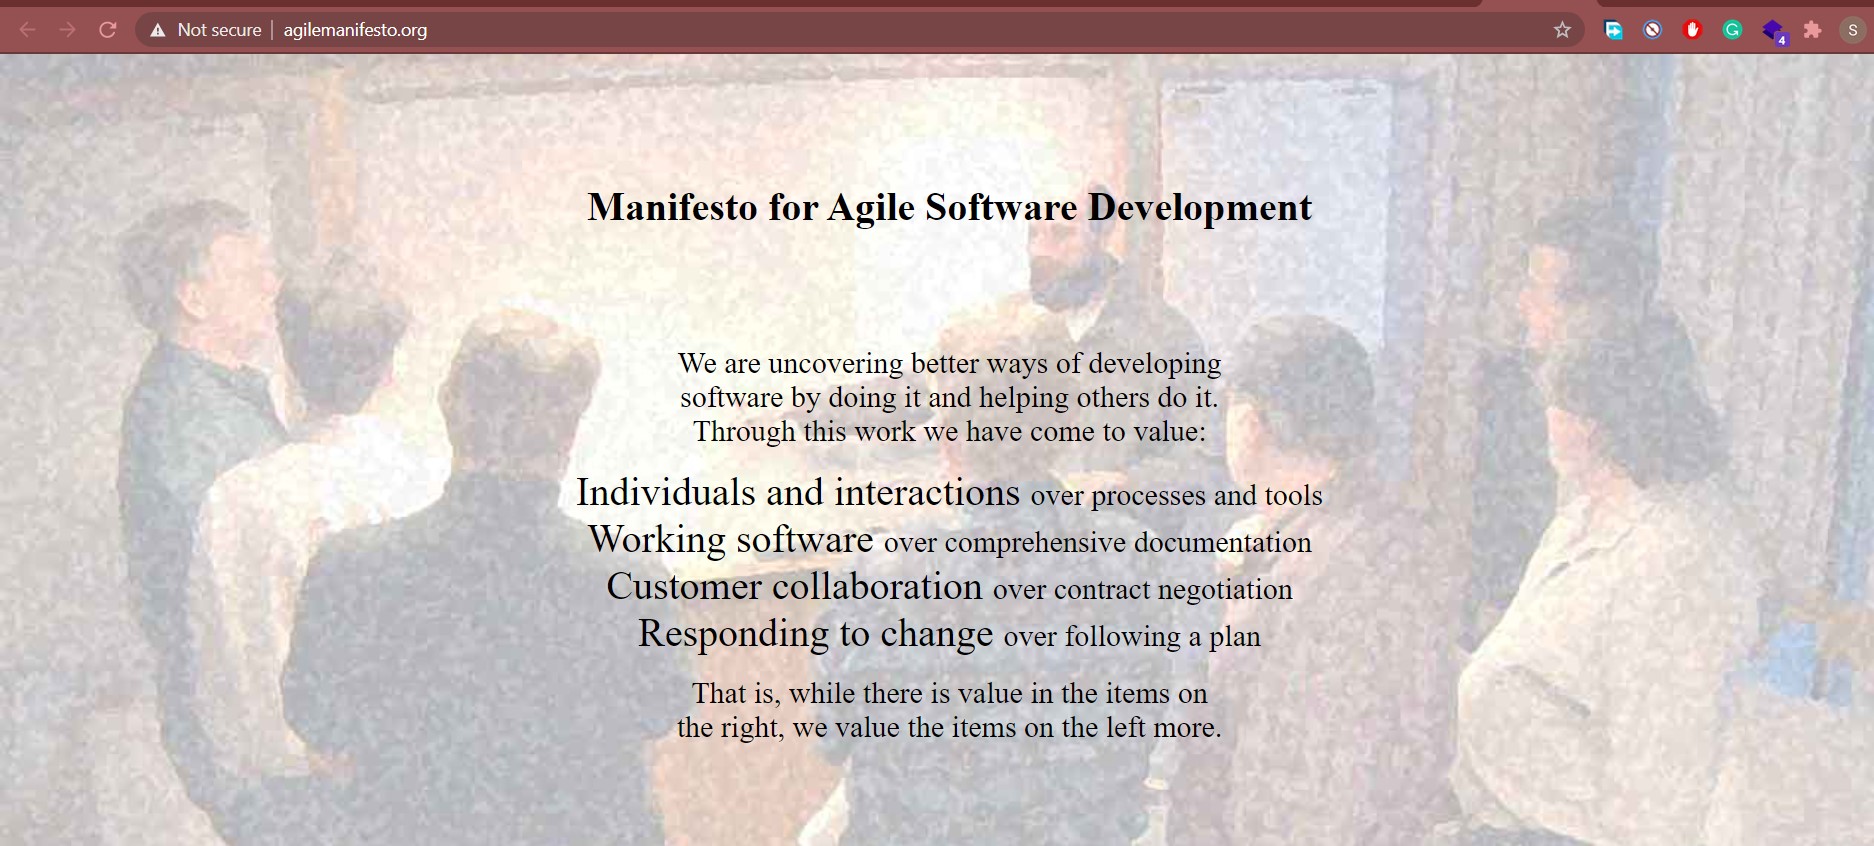 Not secure | agilemanifesto.org
4
S
Manifesto for Agile Software Development
We are uncovering better ways of developing
software by doing it and helping others do it.
Through this work we have come to value:
Individuals and interactions over processes and tools
Working software over comprehensive documentation
Customer collaboration over contract negotiation
Responding to change over following a plan
That is, while there is value in the items on
the right, we value the items on the left more.